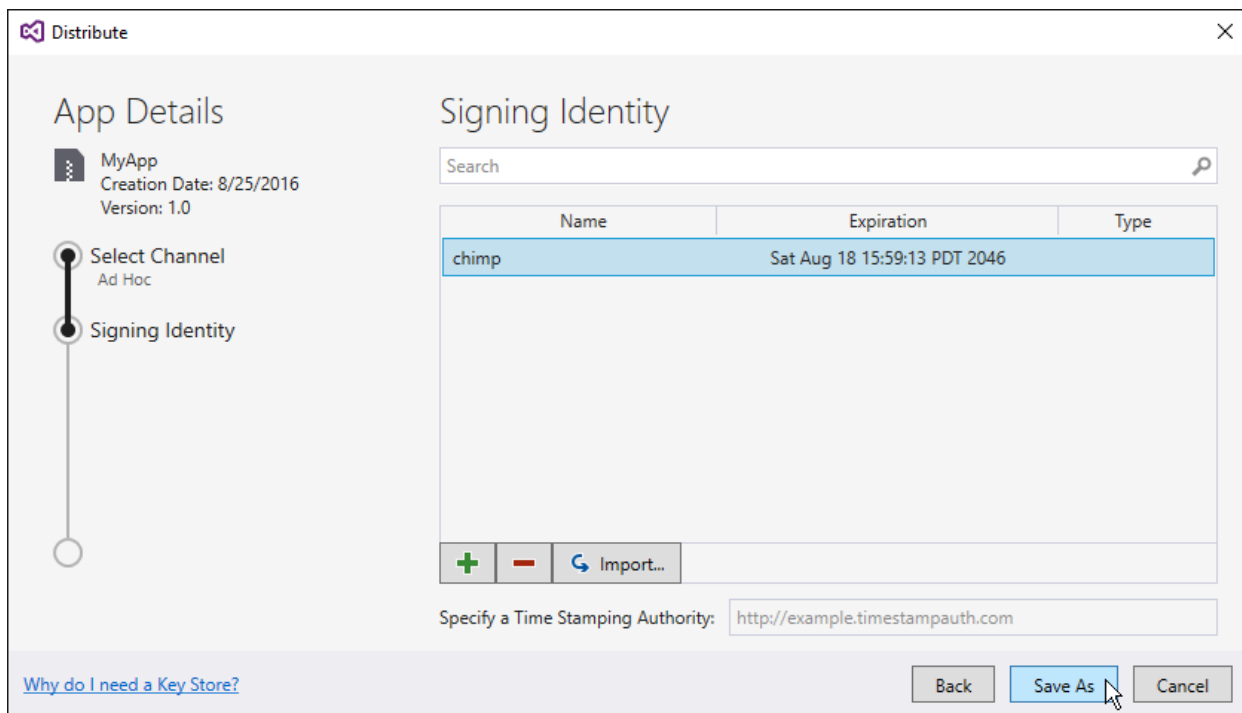 Distribute
App Details
MyApp
Creation Date: 8/25/2016
Version: 1.0
Select Channel
Ad Hoc
Signing Identity
Signing Identity
Search
Name Expiration Type
chimp Sat Aug 18 15:59:13 PDT 2046
Import...
Specify a Time Stamping Authority: http://example.timestampauth.com
Why do I need a Key Store?
Back Save As Cancel